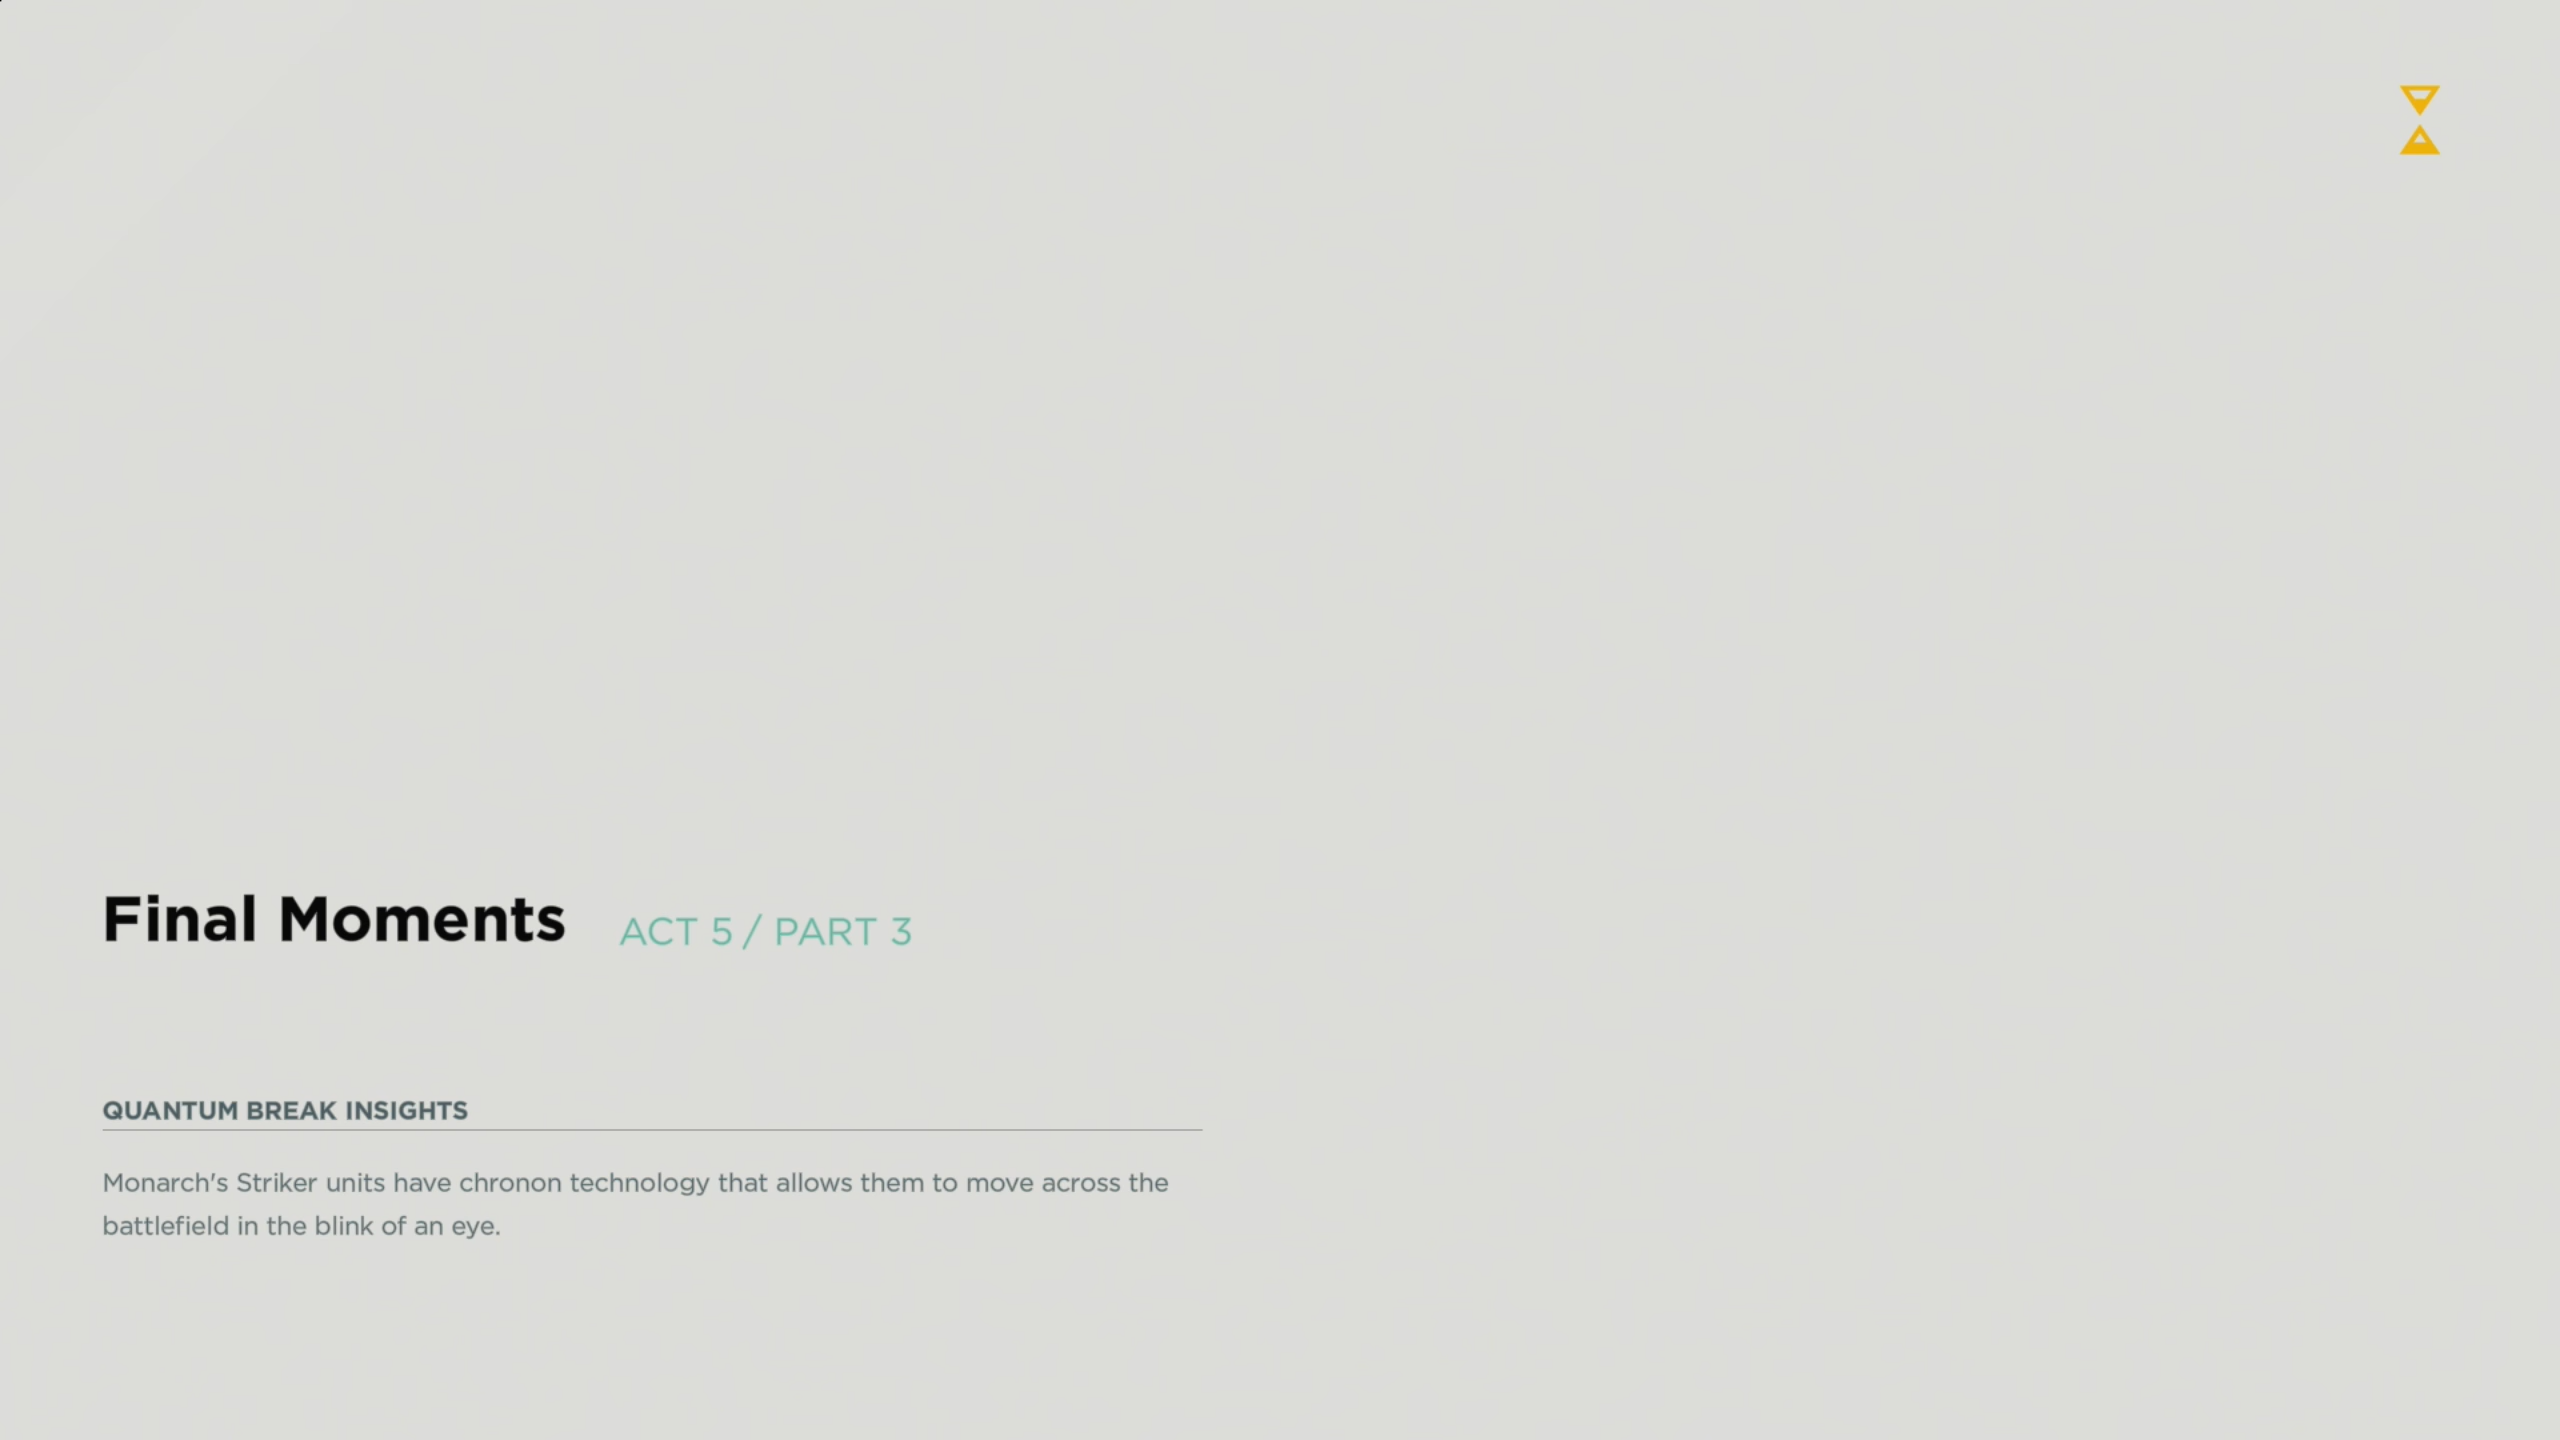 Final Moments ACT 5 / PART 3
QUANTUM BREAK INSIGHTS
Monarch's Striker units have chronon technology that allows them to move across the
battlefield in the blink of an eye.